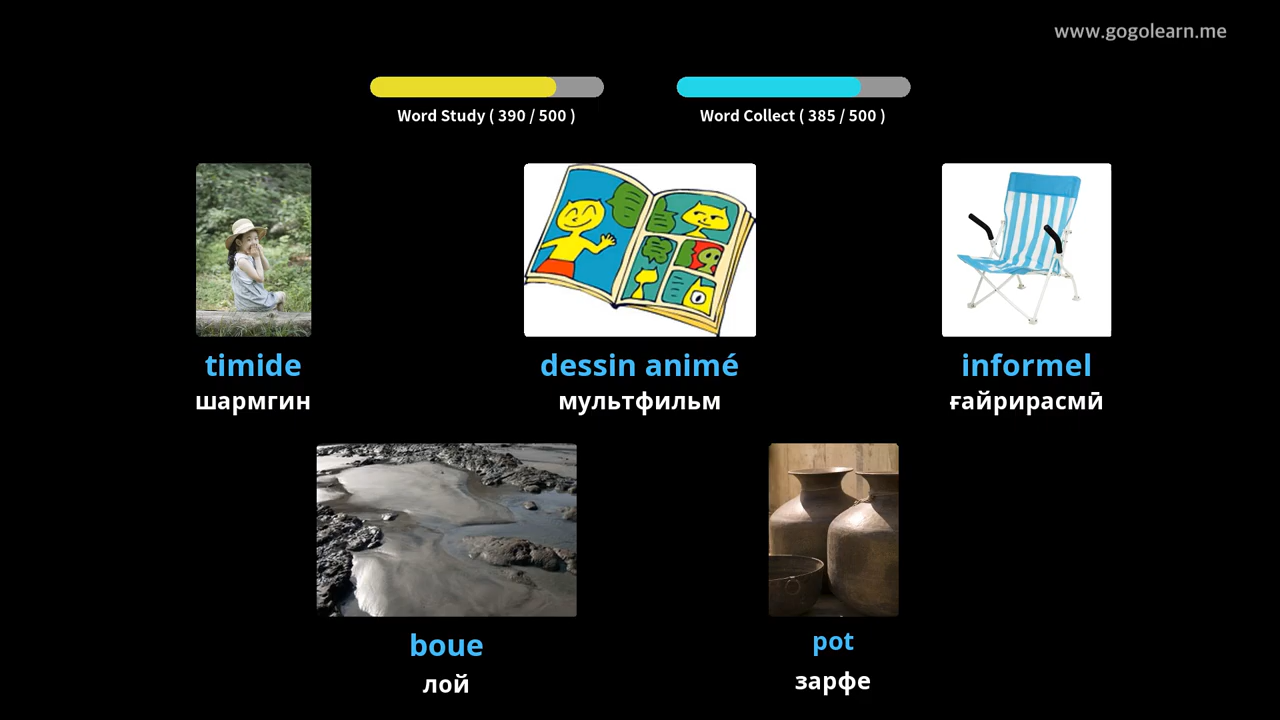 www.gogolearn.me
Word Study ( 390 / 500 )
Word Collect ( 385 / 500 )
timide
dessin animé
informel
шармгин
мультфильм
ғайрирасмӣ
boue
pot
лой
зарфе